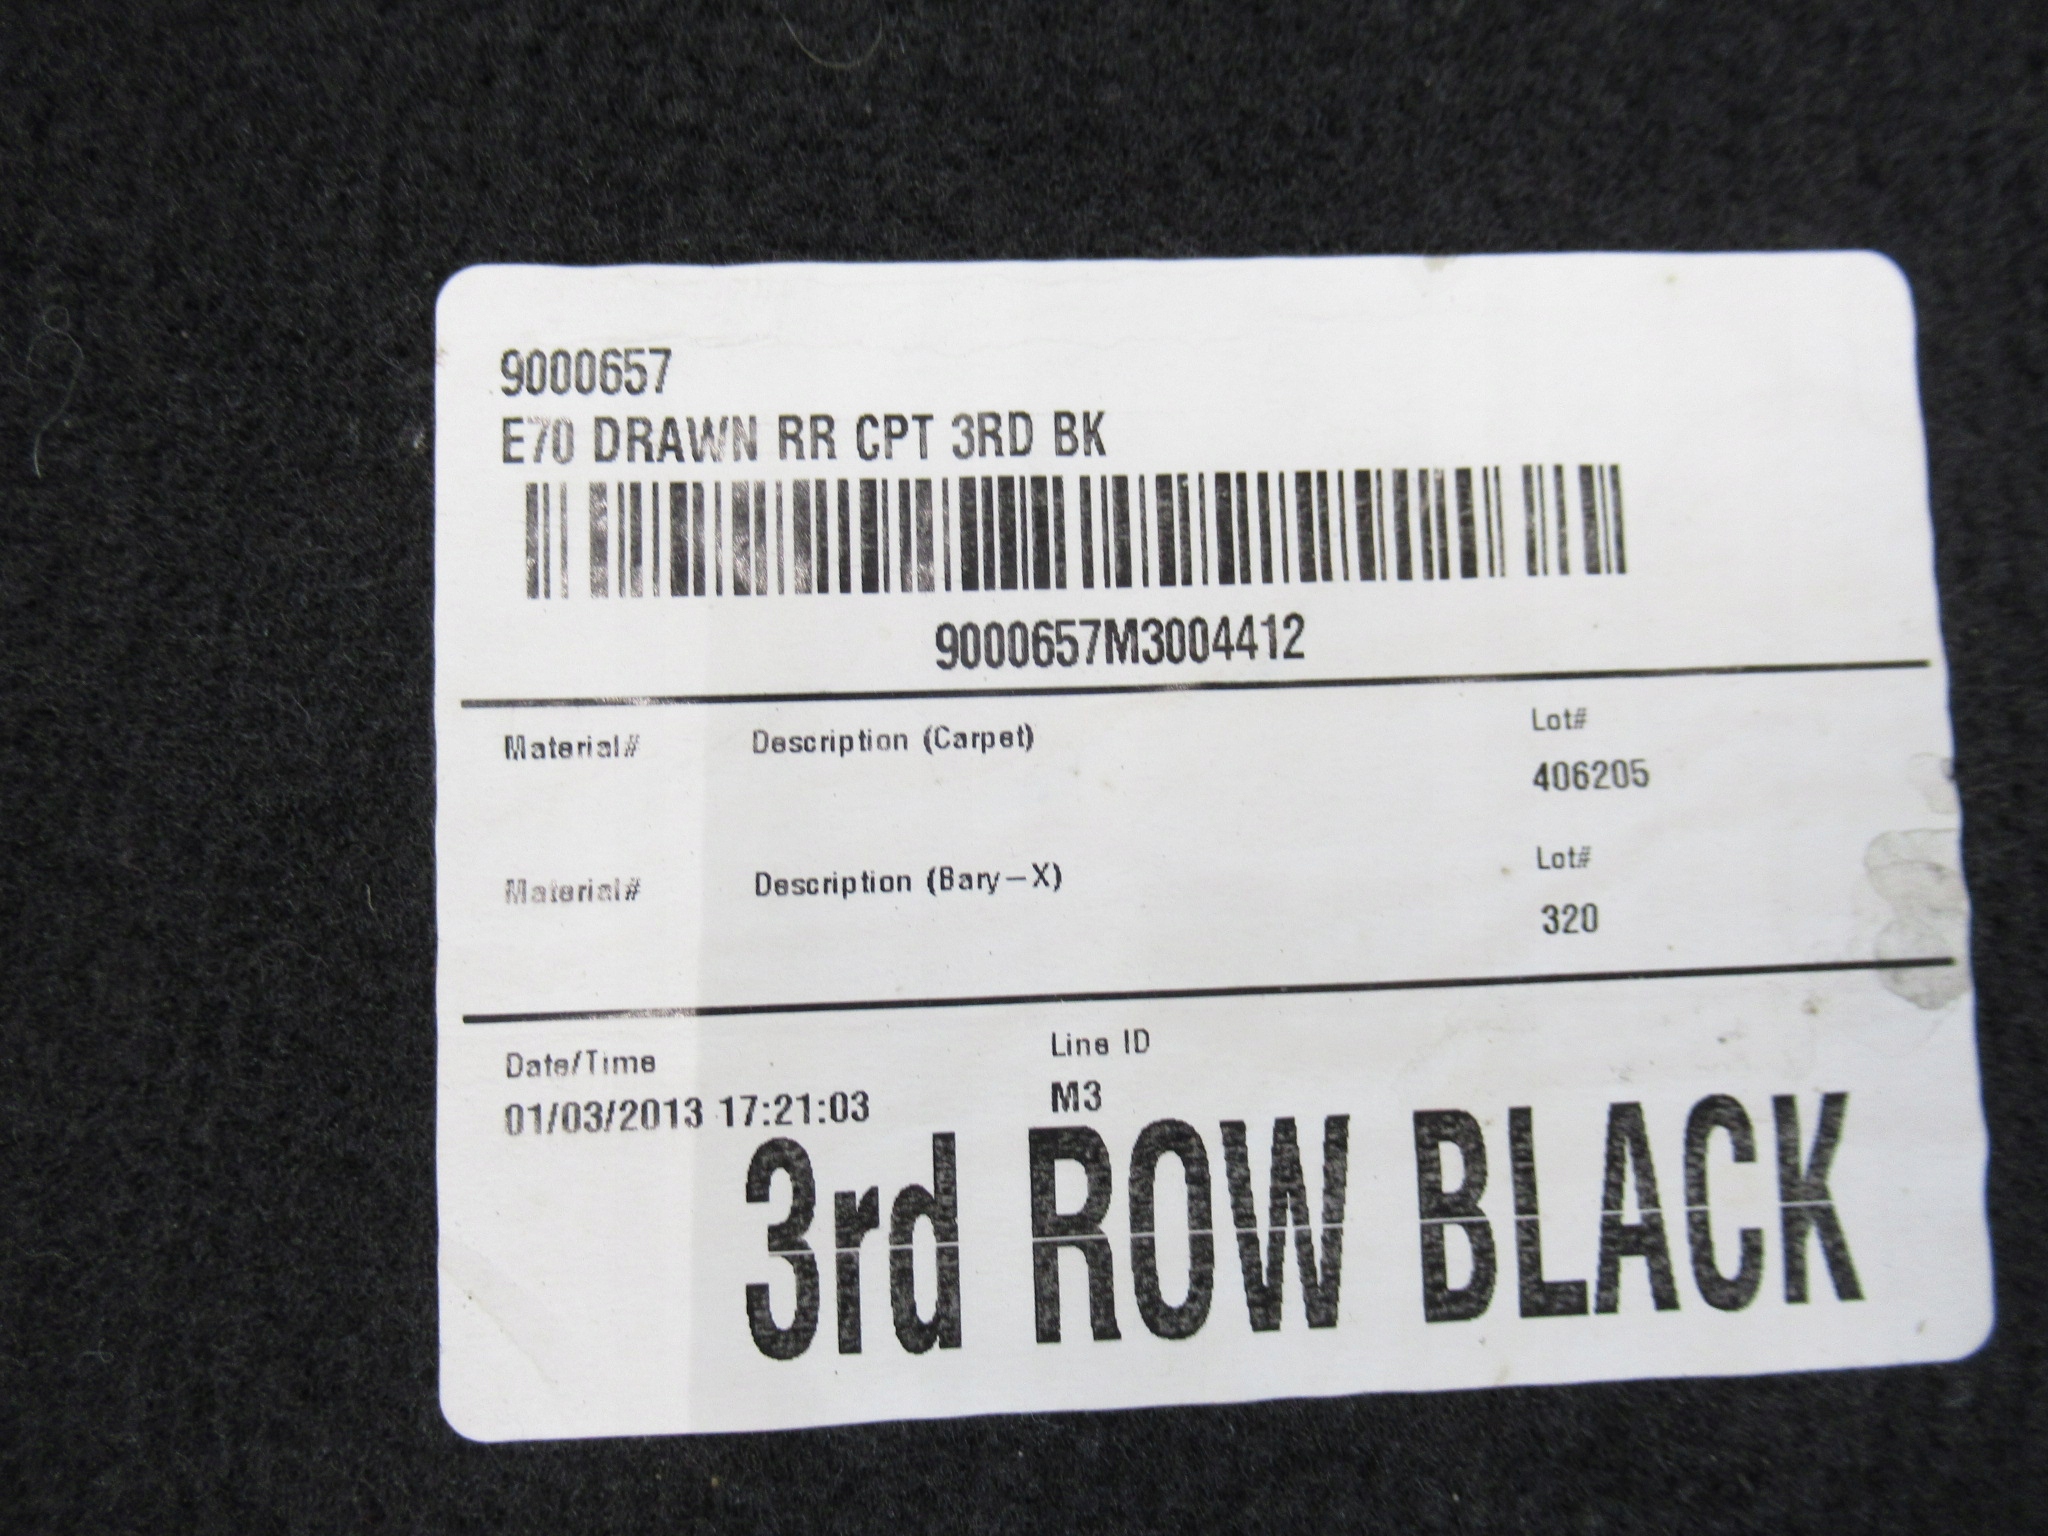 9000657
E70 DRAWN RR CPT 3RD BK
9000657M3004412
Material# Description (Carpet) Lot#
406205
Material# Description (Bary-X) Lot#
320
Date/Time Line ID
01/03/2013 17:21:03 M3
3rd ROW BLACK